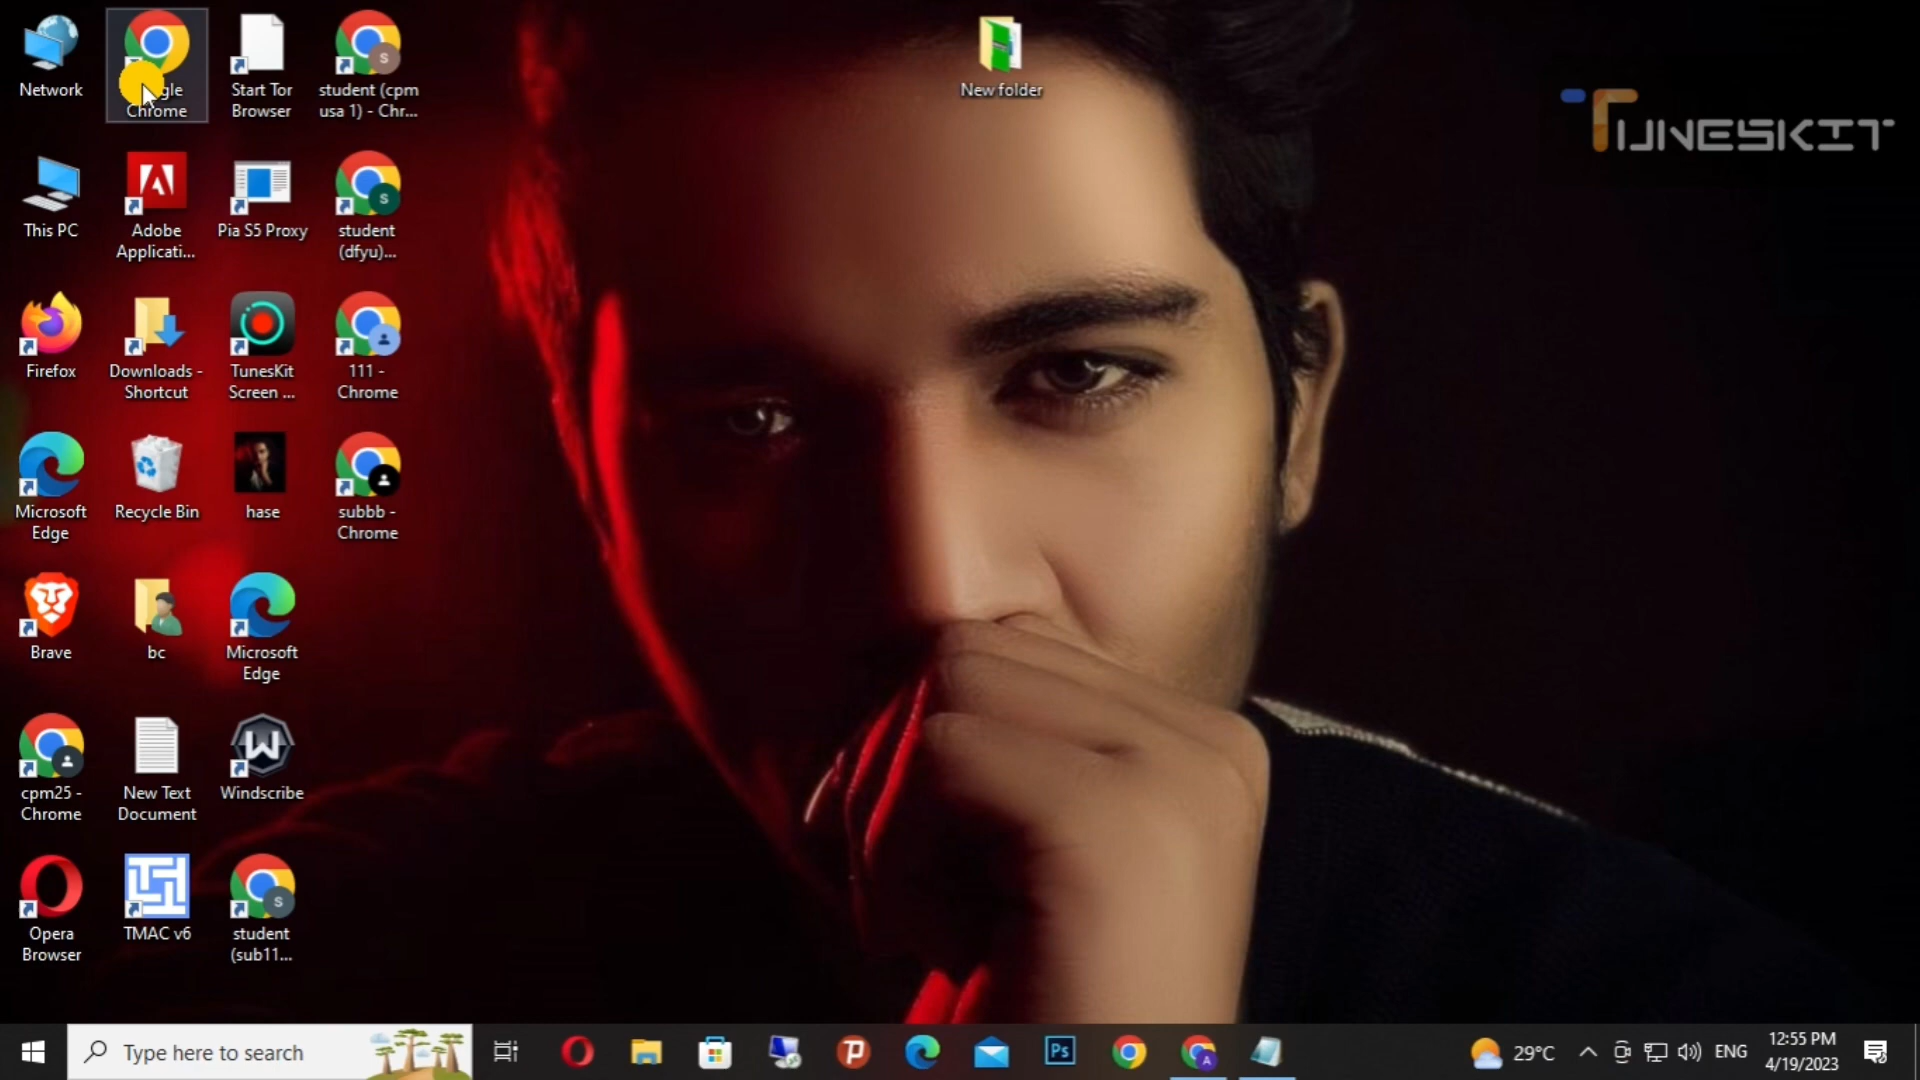 Network
Google
Chrome
Start Tor
Browser
student (cpm
usa 1) - Chr...
New folder
TUNESKIT
This PC
Adobe
Applicati...
Pia S5 Proxy
student
(dfyu)...
Firefox
Downloads -
Shortcut
TunesKit
Screen ...
111 -
Chrome
Microsoft
Edge
Recycle Bin
hase
subbb -
Chrome
Brave
bc
Microsoft
Edge
cpm25 -
Chrome
New Text
Document
Windscribe
Opera
Browser
TMAC v6
student
(sub11...
Type here to search
Ps
29°C
ENG
12:55 PM
4/19/2023